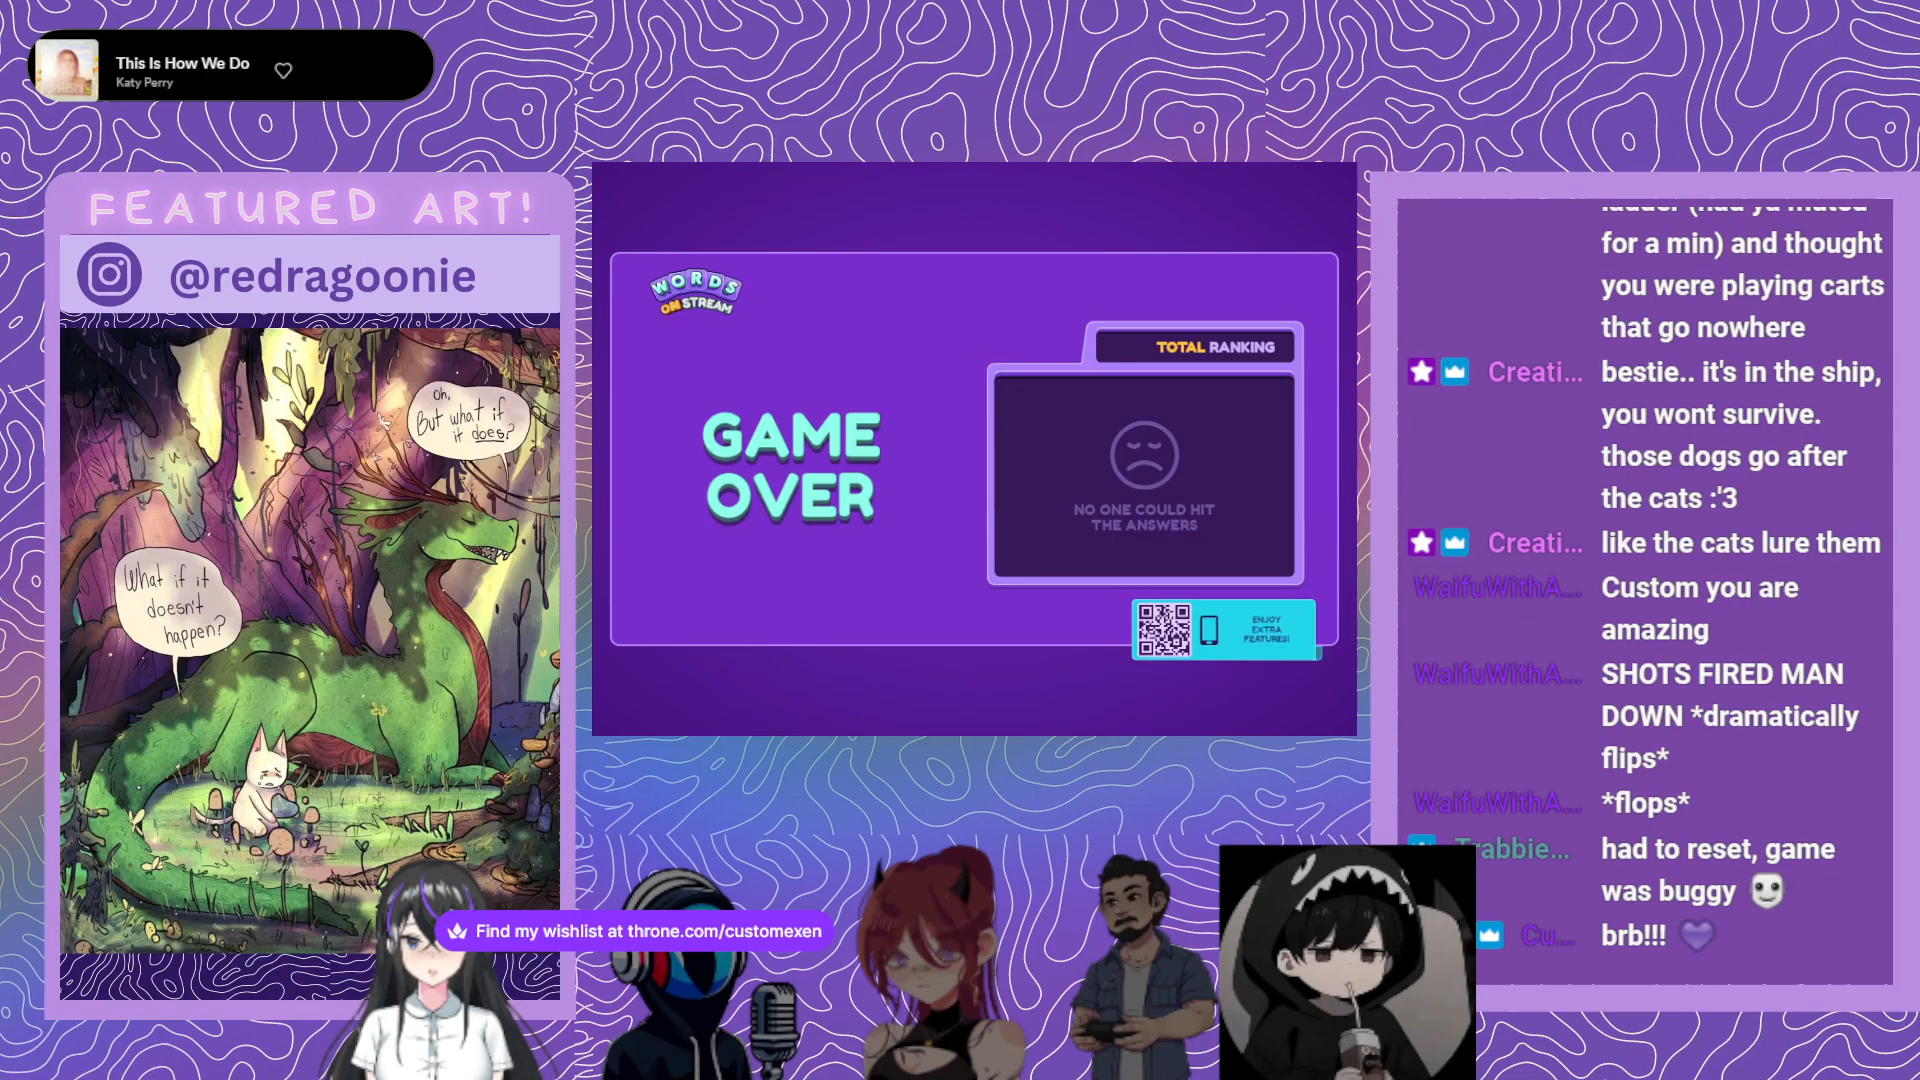 This Is How We Do
Katy Perry
FEATURED ART!
@redragoonie
Oh,
But what if
it does?
What if it
doesn't
happen?
WORDS
ON STREAM
GAME
OVER
TOTAL RANKING
NO ONE COULD HIT
THE ANSWERS
ENJOY
EXTRA
FEATURES!
for a min) and thought
you were playing carts
that go nowhere
Creati... bestie.. it's in the ship,
you wont survive.
those dogs go after
the cats :'3
Creati... like the cats lure them
WaifuWithA... Custom you are
amazing
WaifuWithA... SHOTS FIRED MAN
DOWN *dramatically
flips*
WaifuWithA... *flops*
Trabbie... had to reset, game
was buggy
Cu... brb!!!
Find my wishlist at throne.com/customexen